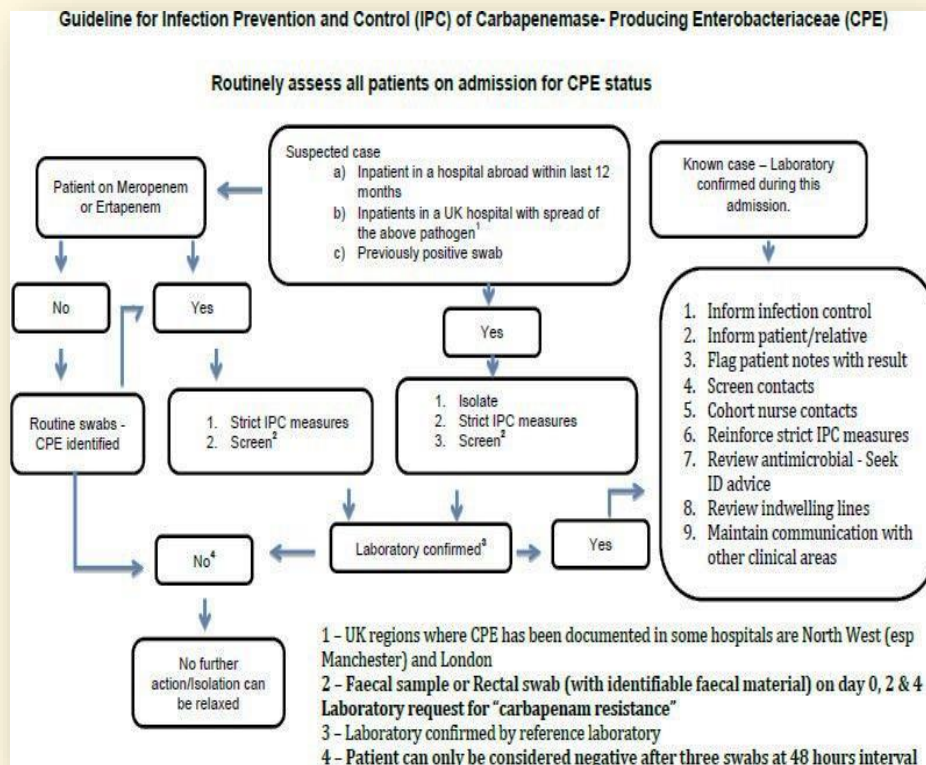 Guideline for Infection Prevention and Control (IPC) of Carbapenemase- Producing Enterobacteriaceae (CPE)
Routinely assess all patients on admission for CPE status
Suspected case
a) Inpatient in a hospital abroad within last 12
months
b) Inpatients in a UK hospital with spread of
the above pathogen¹
c) Previously positive swab
Patient on Meropenem
or Ertapenem
Known case – Laboratory
confirmed during this
admission.
No
Yes
Yes
Routine swabs -
CPE identified
1. Strict IPC measures
2. Screen²
1. Isolate
2. Strict IPC measures
3. Screen²
1. Inform infection control
2. Inform patient/relative
3. Flag patient notes with result
4. Screen contacts
5. Cohort nurse contacts
6. Reinforce strict IPC measures
7. Review antimicrobial - Seek
ID advice
8. Review indwelling lines
9. Maintain communication with
other clinical areas
No⁴
Laboratory confirmed³
Yes
No further
action/Isolation can
be relaxed
1 – UK regions where CPE has been documented in some hospitals are North West (esp
Manchester) and London
2 – Faecal sample or Rectal swab (with identifiable faecal material) on day 0, 2 & 4
Laboratory request for "carbapenam resistance"
3 – Laboratory confirmed by reference laboratory
4 – Patient can only be considered negative after three swabs at 48 hours interval